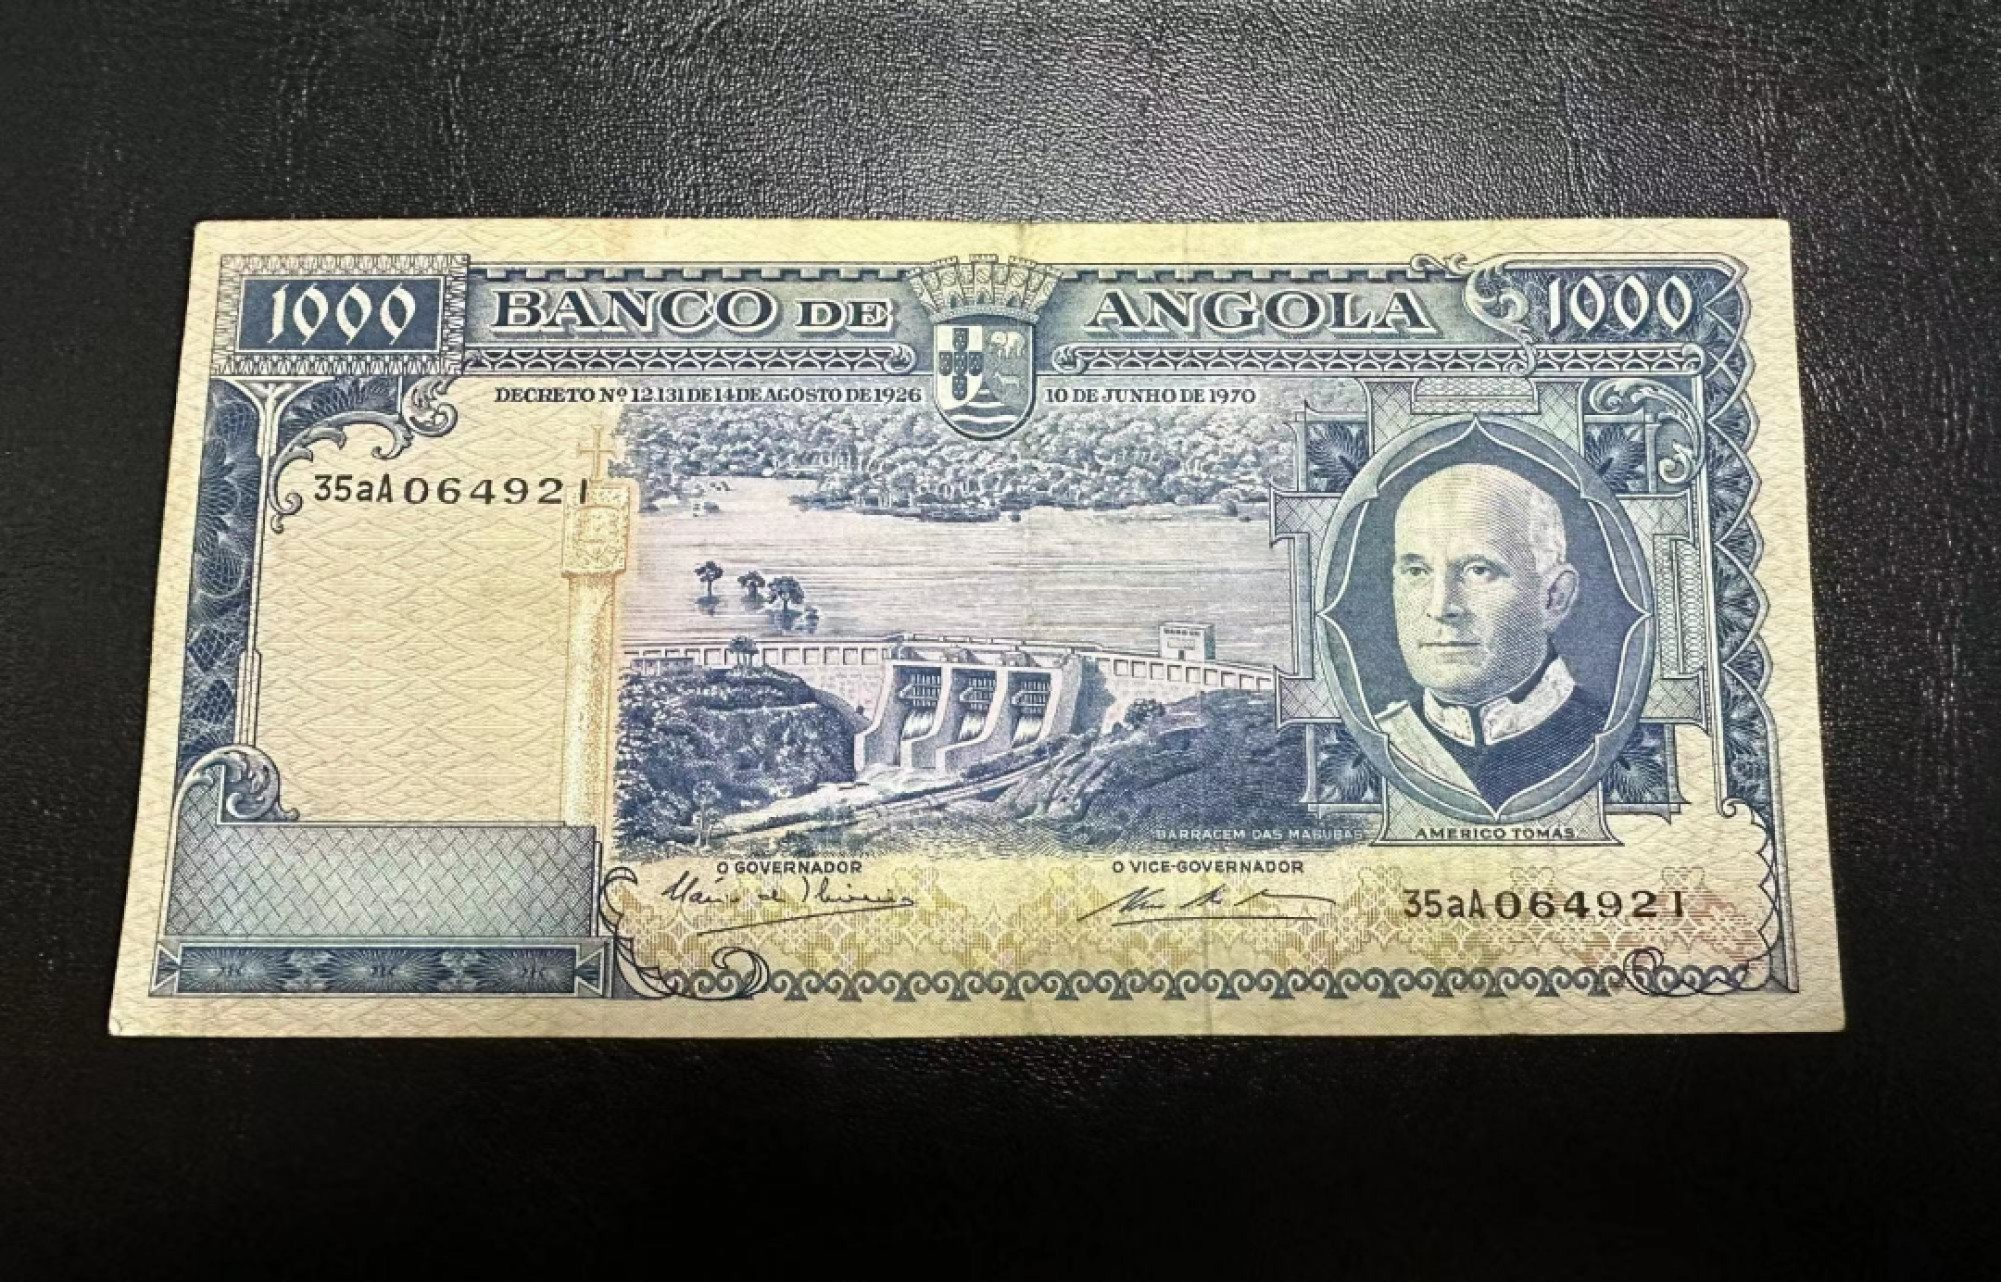 1000 BANCO DE ANGOLA 1000
DECRETO Nº 12.131 DE 14 DE AGOSTO DE 1926 10 DE JUNHO DE 1970
35aA 064921
BARRAGEM DAS MABUBAS
AMERICO TOMÁS
O GOVERNADOR
O VICE-GOVERNADOR
35aA 064921